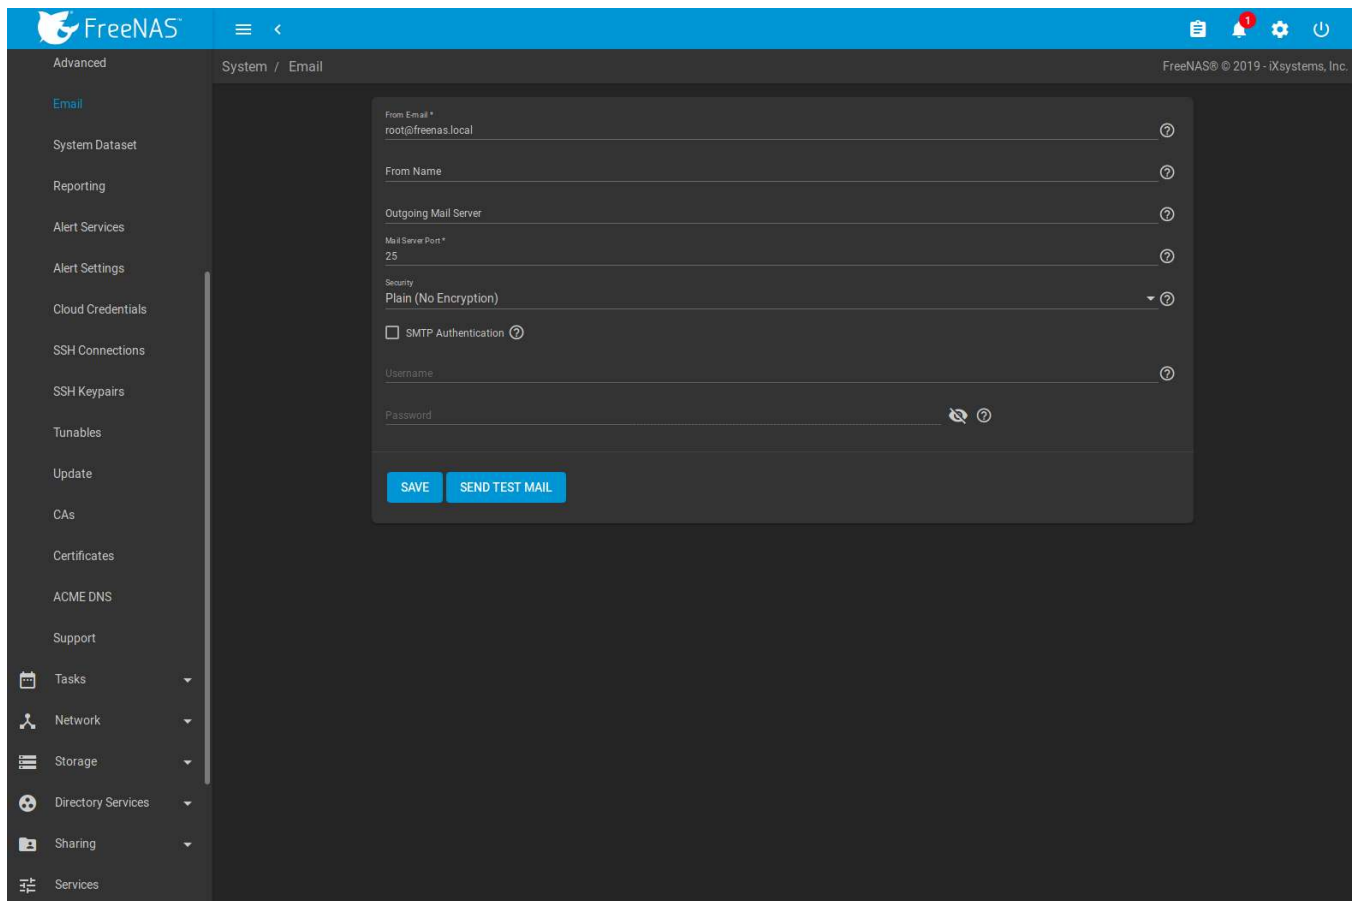 FreeNAS
1
Advanced
Email
System Dataset
Reporting
Alert Services
Alert Settings
Cloud Credentials
SSH Connections
SSH Keypairs
Tunables
Update
CAs
Certificates
ACME DNS
Support
Tasks
Network
Storage
Directory Services
Sharing
Services
System / Email
FreeNAS® © 2019 - iXsystems, Inc.
From E-mail *
root@freenas.local
From Name
Outgoing Mail Server
Mail Server Port *
25
Security
Plain (No Encryption)
SMTP Authentication
Username
Password
SAVE
SEND TEST MAIL